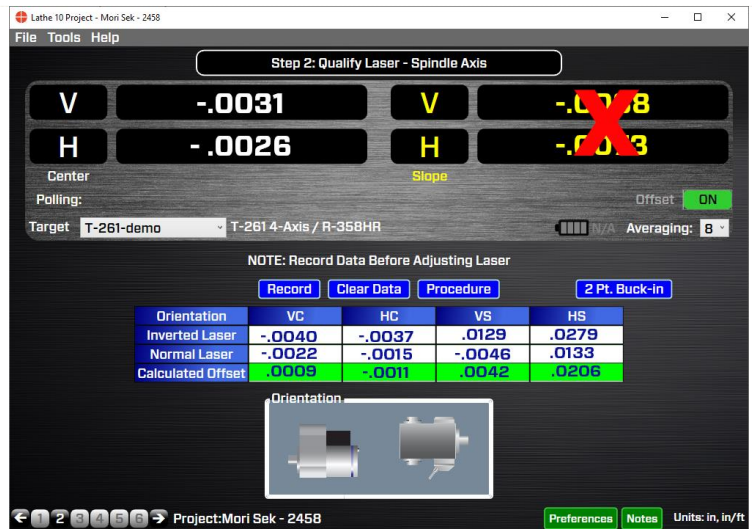 Lathe 10 Project - Mori Sek - 2458
File Tools Help
Step 2: Qualify Laser - Spindle Axis
V -.0031 V
H -.0026 H
Center Slope
Polling: Offset ON
Target T-261-demo T-261 4-Axis / R-358HR N/A Averaging: 8
NOTE: Record Data Before Adjusting Laser
Record Clear Data Procedure 2 Pt. Buck-in
Orientation VC HC VS HS
Inverted Laser -.0040 -.0037 .0129 .0279
Normal Laser -.0022 -.0015 -.0046 .0133
Calculated Offset .0009 -.0011 .0042 .0206
Orientation
1 2 3 4 5 6 Project:Mori Sek - 2458 Preferences Notes Units: in, in/ft